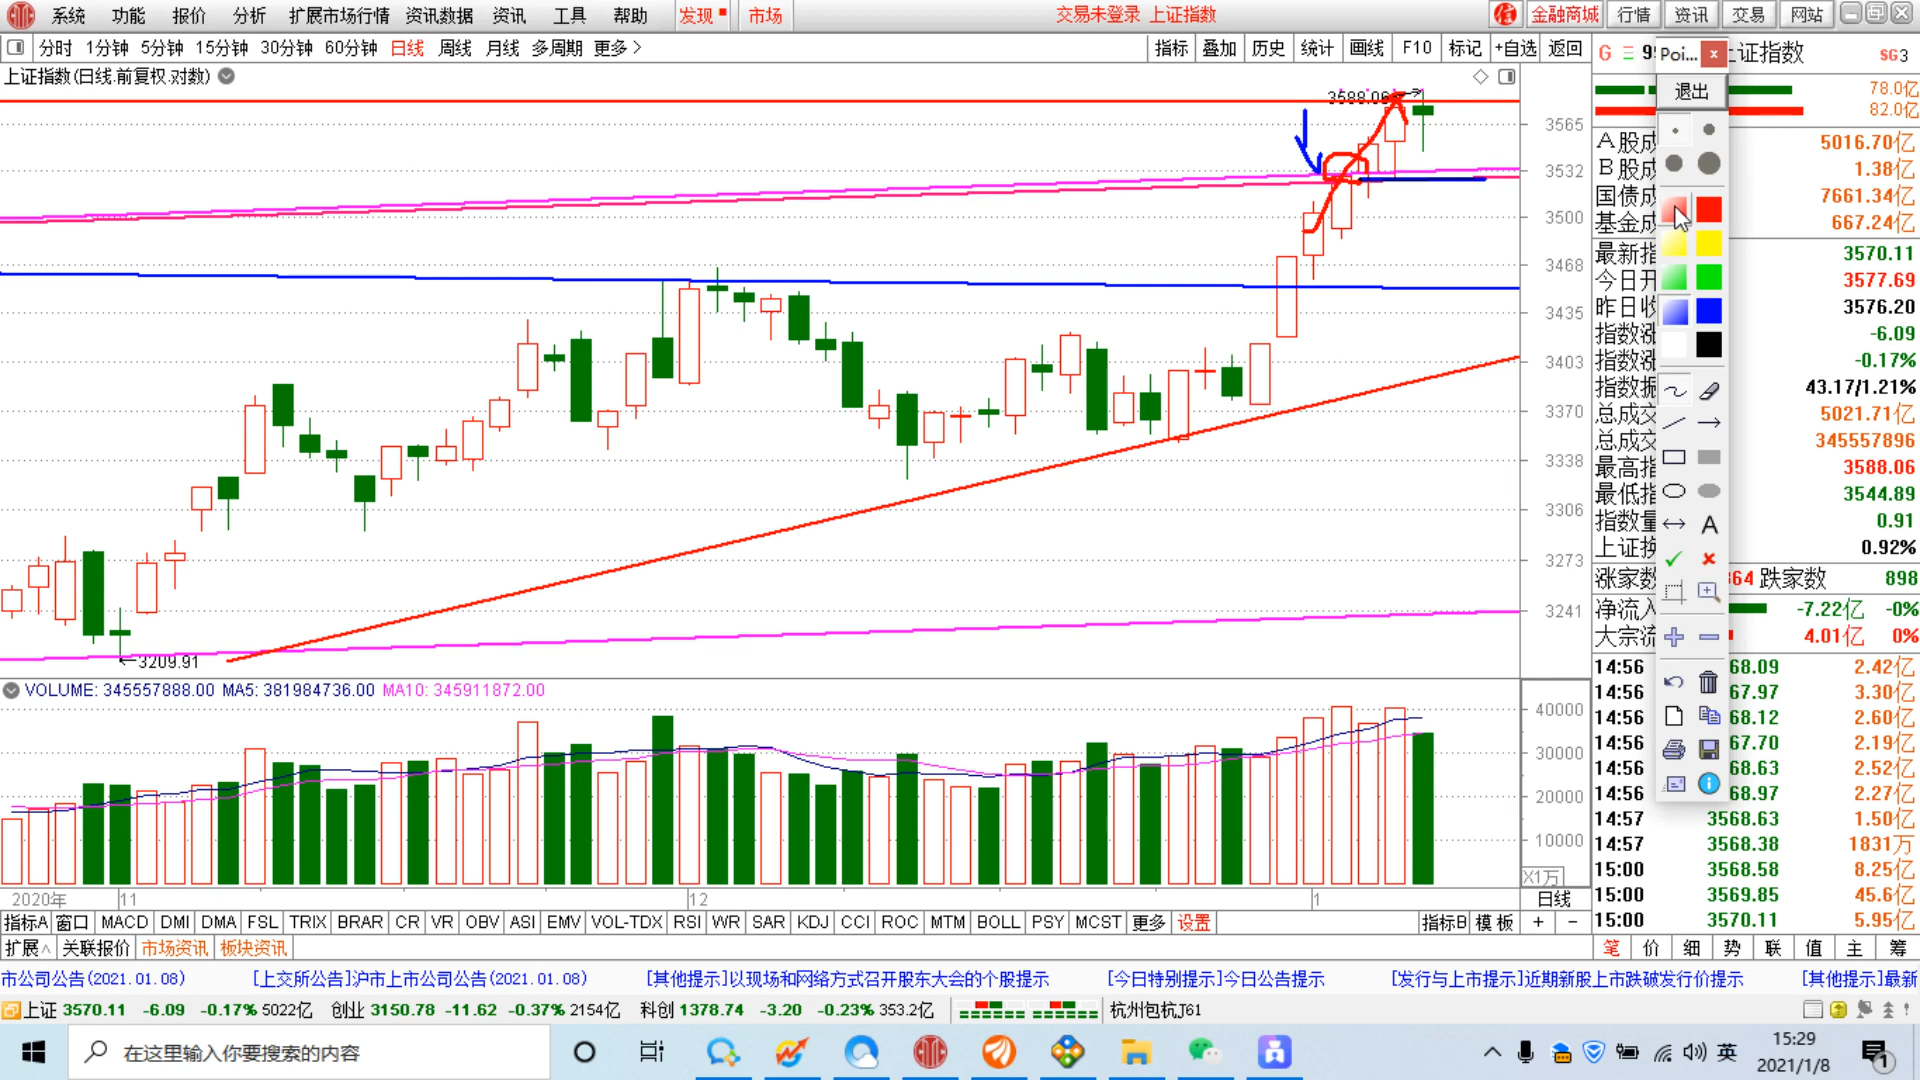 系统 功能 报价 分析 扩展市场行情 资讯数据 资讯 工具 帮助 发现 市场 交易未登录 上证指数 金融商城 行情 资讯 交易 网站
分时 1分钟 5分钟 15分钟 30分钟 60分钟 日线 周线 月线 多周期 更多 指标 叠加 历史 统计 画线 F10 标记 +自选 返回
G Poi... 上证指数
上证指数(日线.前复权.对数)
退出
78.0亿
82.0亿
3588.06
3565
3532
3500
3468
3435
3403
3370
3338
3306
3273
3241
3209.91
A股成 5016.70亿
B股成 1.38亿
国债成 7661.34亿
基金成 667.24亿
最新指 3570.11
今日开 3577.69
昨日收 3576.20
指数涨 -6.09
指数涨 -0.17%
指数振 43.17/1.21%
总成交 5021.71亿
总成交 345557896
最高指 3588.06
最低指 3544.89
指数量 0.91
上证换 0.92%
涨家数 跌家数 898
净流入 -7.22亿 -0%
大宗流 4.01亿 0%
14:56 68.09 2.42亿
14:56 67.97 3.30亿
14:56 68.12 2.60亿
14:56 67.70 2.19亿
14:56 68.63 2.52亿
14:56 68.97 2.27亿
14:57 3568.63 1.50亿
14:57 3568.38 1831万
15:00 3568.58 8.25亿
15:00 3569.85 45.6亿
15:00 3570.11 5.95亿
VOLUME: 345557888.00 MA5: 381984736.00 MA10: 345911872.00
40000
30000
20000
10000
X1万
2020年 11 12 1 日线
指标A 窗口 MACD DMI DMA FSL TRIX BRAR CR VR OBV ASI EMV VOL-TDX RSI WR SAR KDJ CCI ROC MTM BOLL PSY MCST 更多 设置 指标B 模板 + -
扩展 关联报价 市场资讯 板块资讯 笔 价 细 势 联 值 主 筹
市公司公告(2021.01.08) [上交所公告]沪市上市公司公告(2021.01.08) [其他提示]以现场和网络方式召开股东大会的个股提示 [今日特别提示]今日公告提示 [发行与上市提示]近期新股上市跌破发行价提示 [其他提示]最新
上证 3570.11 -6.09 -0.17% 5022亿 创业 3150.78 -11.62 -0.37% 2154亿 科创 1378.74 -3.20 -0.23% 353.2亿 杭州包杭J61
在这里输入你要搜索的内容 英 15:29
2021/1/8